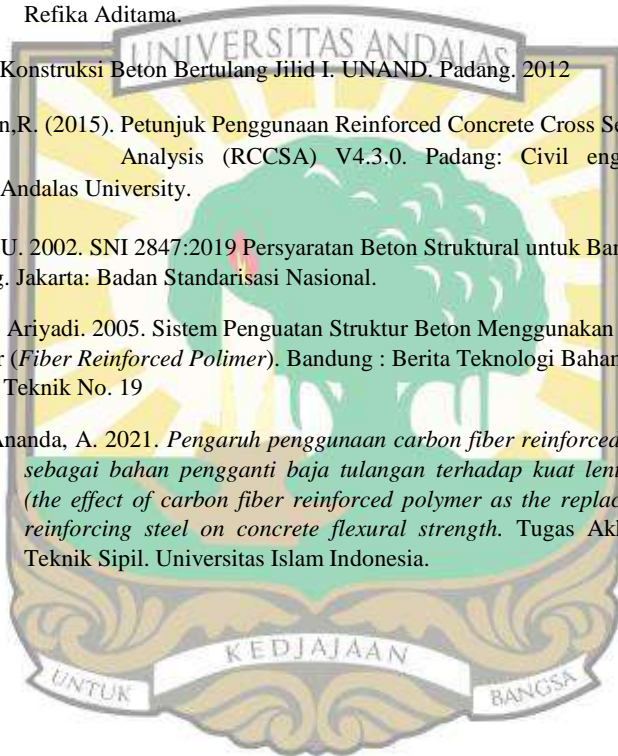 Refika Aditama.
UNIVERSITAS ANDALAS
Konstruksi Beton Bertulang Jilid I. UNAND. Padang. 2012
n,R. (2015). Petunjuk Penggunaan Reinforced Concrete Cross Se
Analysis (RCCSA) V4.3.0. Padang: Civil eng
Andalas University.
U. 2002. SNI 2847:2019 Persyaratan Beton Struktural untuk Ban
g. Jakarta: Badan Standarisasi Nasional.
Ariyadi. 2005. Sistem Penguatan Struktur Beton Menggunakan
r (Fiber Reinforced Polimer). Bandung : Berita Teknologi Bahan
Teknik No. 19
Ananda, A. 2021. Pengaruh penggunaan carbon fiber reinforced
sebagai bahan pengganti baja tulangan terhadap kuat lent
(the effect of carbon fiber reinforced polymer as the replac
reinforcing steel on concrete flexural strength. Tugas Akh
Teknik Sipil. Universitas Islam Indonesia.
KEDJAJAAN
UNTUK BANGSA